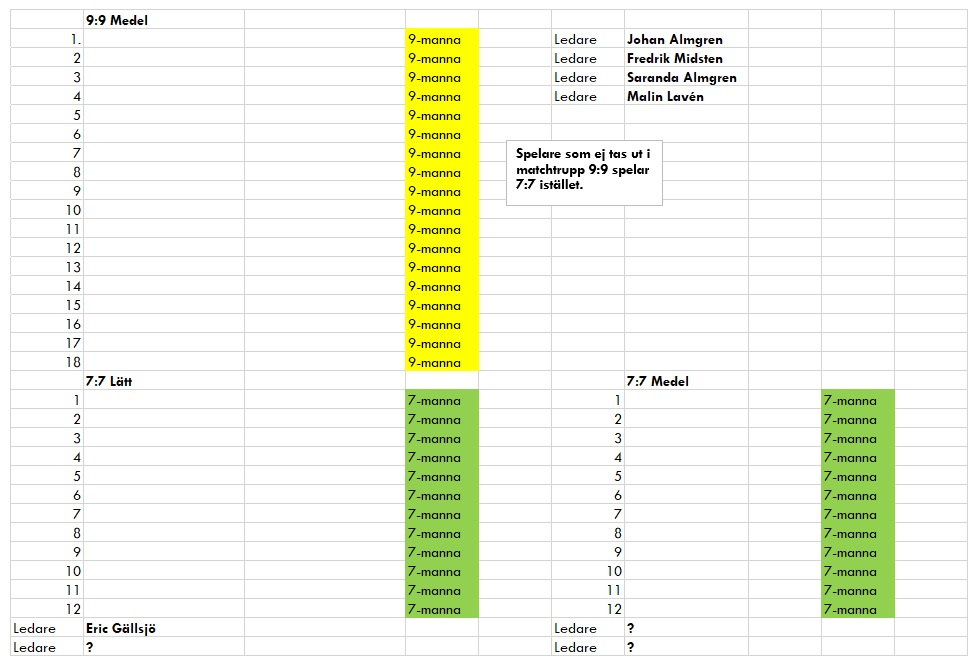 9:9 Medel
1. 9-manna Ledare Johan Almgren
2 9-manna Ledare Fredrik Midsten
3 9-manna Ledare Saranda Almgren
4 9-manna Ledare Malin Lavén
5 9-manna
6 9-manna
7 9-manna
8 9-manna
9 9-manna
10 9-manna
11 9-manna
12 9-manna
13 9-manna
14 9-manna
15 9-manna
16 9-manna
17 9-manna
18 9-manna
Spelare som ej tas ut i
matchtrupp 9:9 spelar
7:7 istället.
7:7 Lätt 7:7 Medel
1 7-manna 1 7-manna
2 7-manna 2 7-manna
3 7-manna 3 7-manna
4 7-manna 4 7-manna
5 7-manna 5 7-manna
6 7-manna 6 7-manna
7 7-manna 7 7-manna
8 7-manna 8 7-manna
9 7-manna 9 7-manna
10 7-manna 10 7-manna
11 7-manna 11 7-manna
12 7-manna 12 7-manna
Ledare Eric Gällsjö Ledare ?
Ledare ? Ledare ?